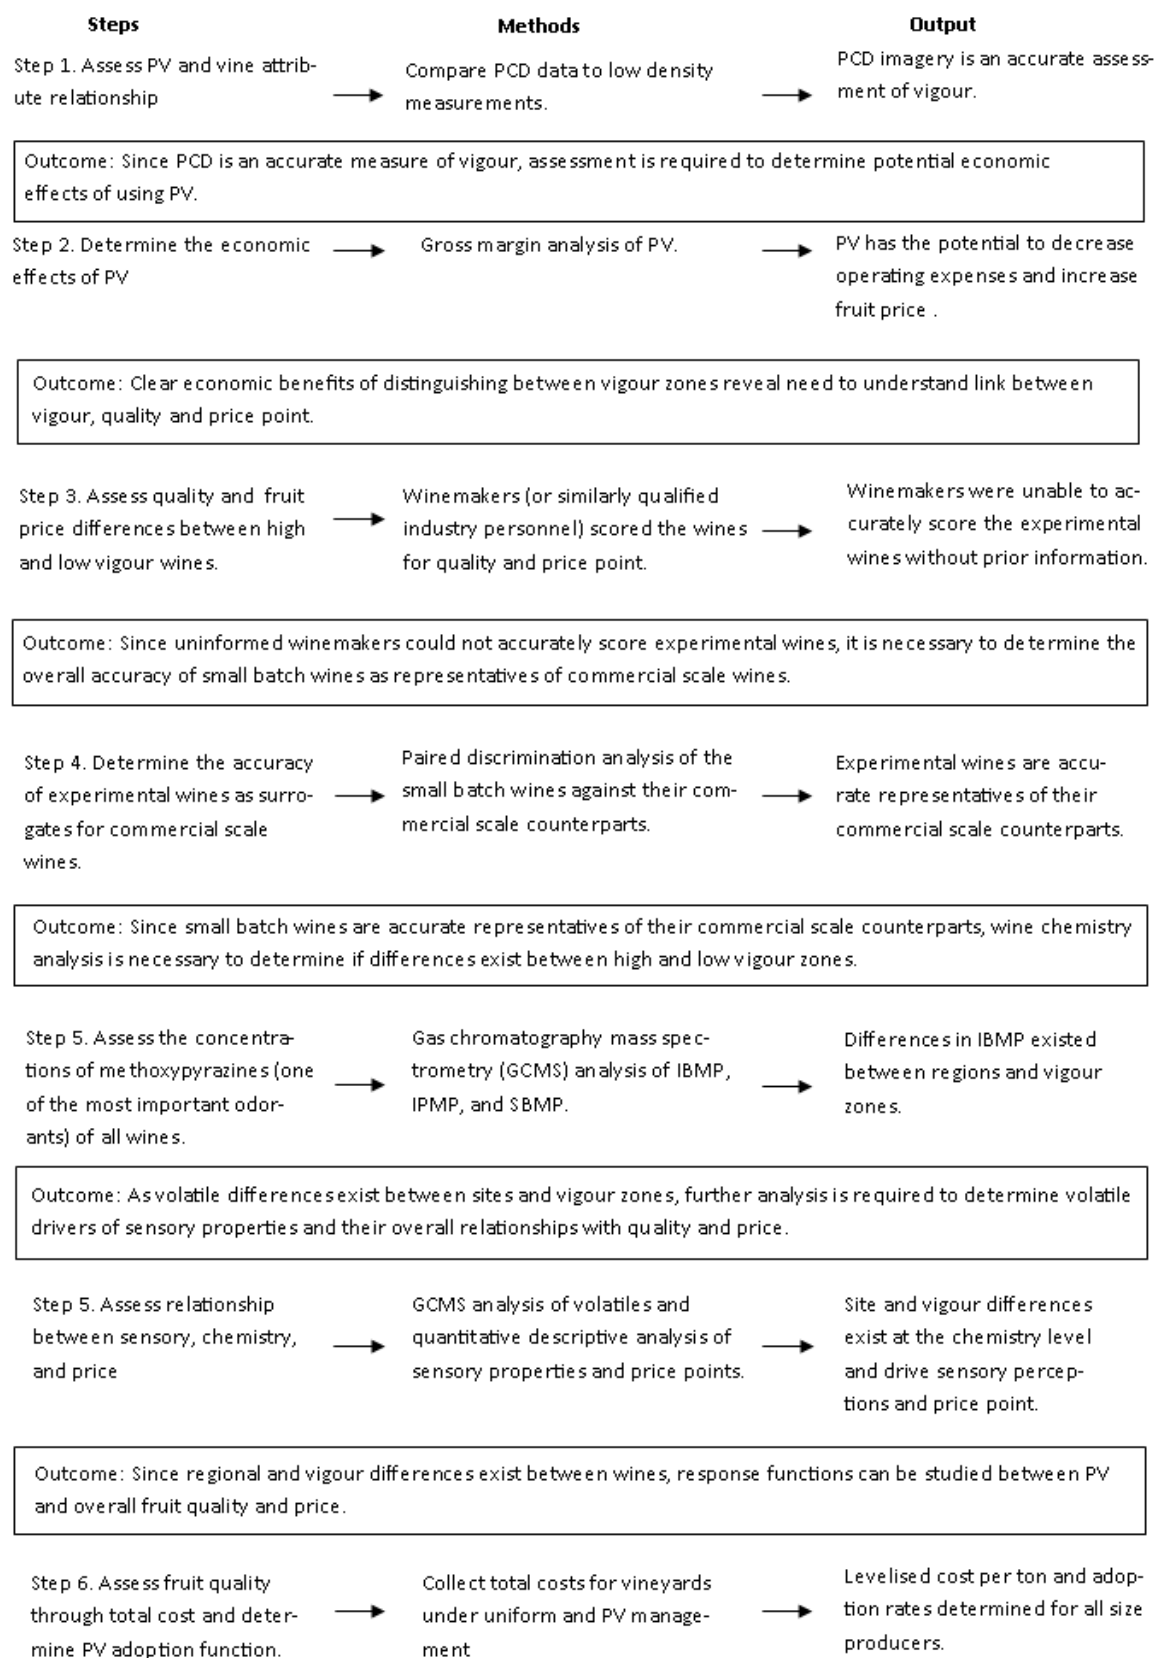 Steps
Methods
Output
Step 1. Assess PV and vine attrib-
ute relationship
Compare PCD data to low density
measurements.
PCD imagery is an accurate assess-
ment of vigour.
Outcome: Since PCD is an accurate measure of vigour, assessment is required to determine potential economic
effects of using PV.
Step 2. Determine the economic
effects of PV
Gross margin analysis of PV.
PV has the potential to decrease
operating expenses and increase
fruit price .
Outcome: Clear economic benefits of distinguishing between vigour zones reveal need to understand link between
vigour, quality and price point.
Step 3. Assess quality and fruit
price differences between high
and low vigour wines.
Winemakers (or similarly qualified
industry personnel) scored the wines
for quality and price point.
Winemakers were unable to ac-
curately score the experimental
wines without prior information.
Outcome: Since uninformed winemakers could not accurately score experimental wines, it is necessary to determine the
overall accuracy of small batch wines as representatives of commercial scale wines.
Step 4. Determine the accuracy
of experimental wines as surro-
gates for commercial scale
wines.
Paired discrimination analysis of the
small batch wines against their com-
mercial scale counterparts.
Experimental wines are accu-
rate representatives of their
commercial scale counterparts.
Outcome: Since small batch wines are accurate representatives of their commercial scale counterparts, wine chemistry
analysis is necessary to determine if differences exist between high and low vigour zones.
Step 5. Assess the concentra-
tions of methoxypyrazines (one
of the most important odor-
ants) of all wines.
Gas chromatography mass spec-
trometry (GCMS) analysis of IBMP,
IPMP, and SBMP.
Differences in IBMP existed
between regions and vigour
zones.
Outcome: As volatile differences exist between sites and vigour zones, further analysis is required to determine volatile
drivers of sensory properties and their overall relationships with quality and price.
Step 5. Assess relationship
between sensory, chemistry,
and price
GCMS analysis of volatiles and
quantitative descriptive analysis of
sensory properties and price points.
Site and vigour differences
exist at the chemistry level
and drive sensory percep-
tions and price point.
Outcome: Since regional and vigour differences exist between wines, response functions can be studied between PV
and overall fruit quality and price.
Step 6. Assess fruit quality
through total cost and deter-
mine PV adoption function.
Collect total costs for vineyards
under uniform and PV manage-
ment
Levelised cost per ton and adop-
tion rates determined for all size
producers.